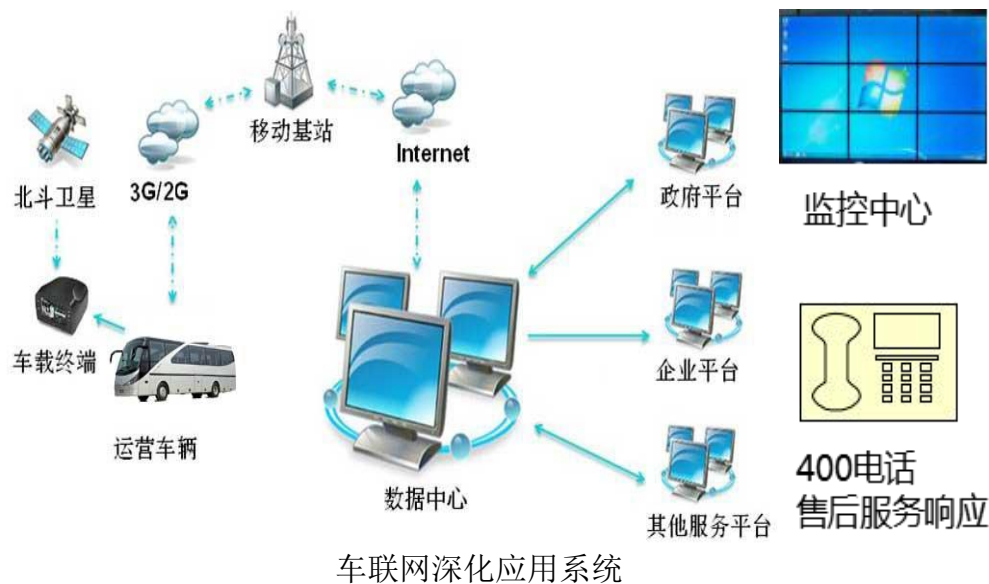 移动基站
Internet
北斗卫星
3G/2G
政府平台
监控中心
车载终端
企业平台
运营车辆
400电话
售后服务响应
数据中心
其他服务平台
车联网深化应用系统